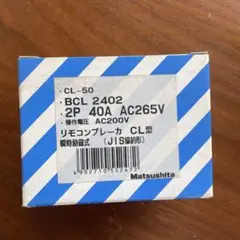 ・CL-50
・BCL 2402
・2P 40A AC265V
・操作電圧 AC200V
リモコンブレーカ CL型
瞬時励磁式 (JIS協約形)
4902710552472
Matsushita